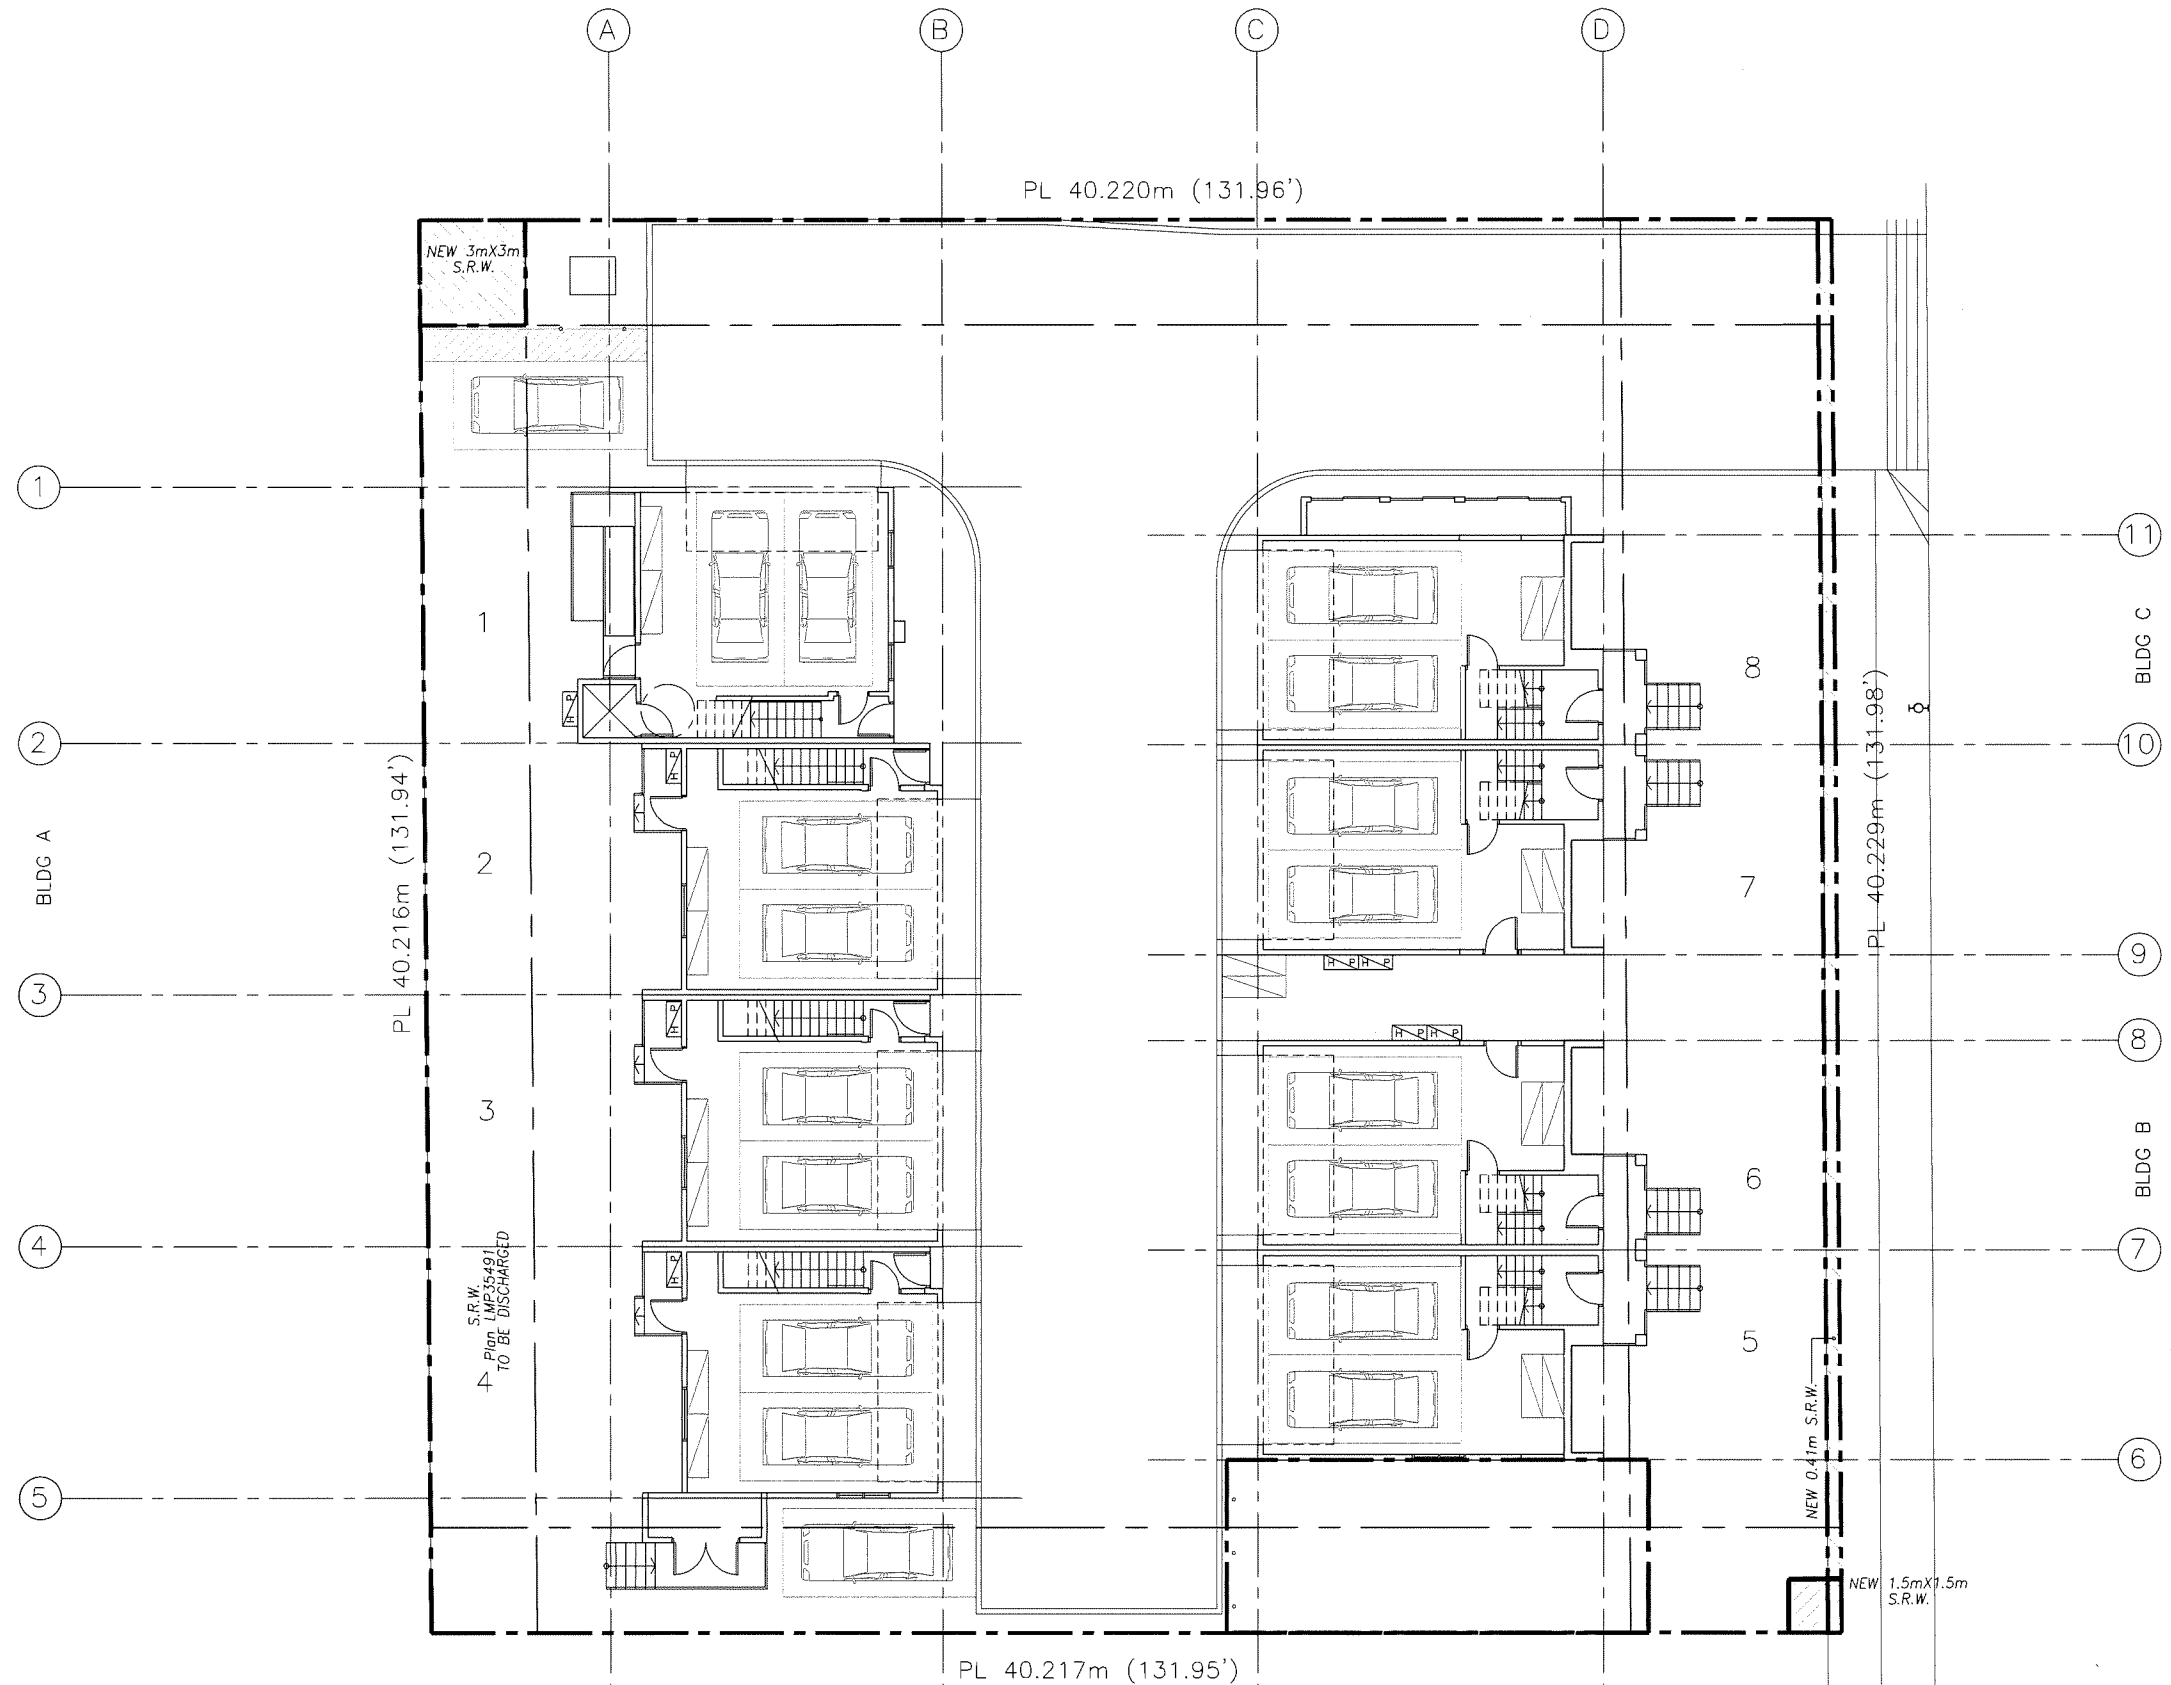 A
B
C
D
PL 40.220m (131.96')
NEW 3mX3m
S.R.W.
1
11
1
8
BLDG C
H P
2
10
H P
PL 40.216m (131.94')
PL 40.229m (131.98')
BLDG A
2
7
9
H P H P
3
H P
8
H P H P
3
6
BLDG B
4
7
H P
S.R.W.
Plan LMP35491
TO BE DISCHARGED
4
5
NEW 0.41m S.R.W.
6
5
NEW 1.5mX1.5m
S.R.W.
PL 40.217m (131.95')